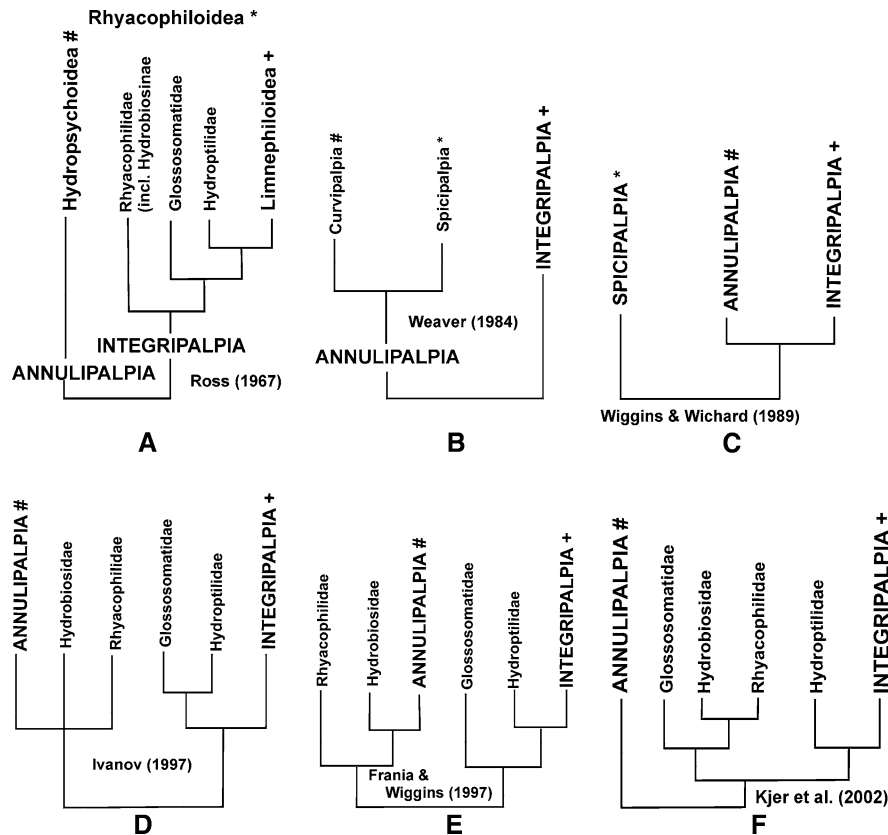 Rhyacophiloidea *
Hydropsychoidea #
Rhyacophilidae
(incl. Hydrobiosinae
Glossosomatidae
Hydroptilidae
Limnephiloidea +
INTEGRIPALPIA
ANNULIPALPIA
Ross (1967)
A
Curvipalpia #
Spicipalpia *
INTEGRIPALPIA +
Weaver (1984)
ANNULIPALPIA
B
SPICIPALPIA *
ANNULIPALPIA #
INTEGRIPALPIA +
Wiggins & Wichard (1989)
C
ANNULIPALPIA #
Hydrobiosidae
Rhyacophilidae
Glossosomatidae
Hydroptilidae
INTEGRIPALPIA +
Ivanov (1997)
D
Rhyacophilidae
Hydrobiosidae
ANNULIPALPIA #
Glossosomatidae
Hydroptilidae
INTEGRIPALPIA +
Frania &
Wiggins (1997)
E
ANNULIPALPIA #
Glossosomatidae
Hydrobiosidae
Rhyacophilidae
Hydroptilidae
INTEGRIPALPIA +
Kjer et al. (2002)
F